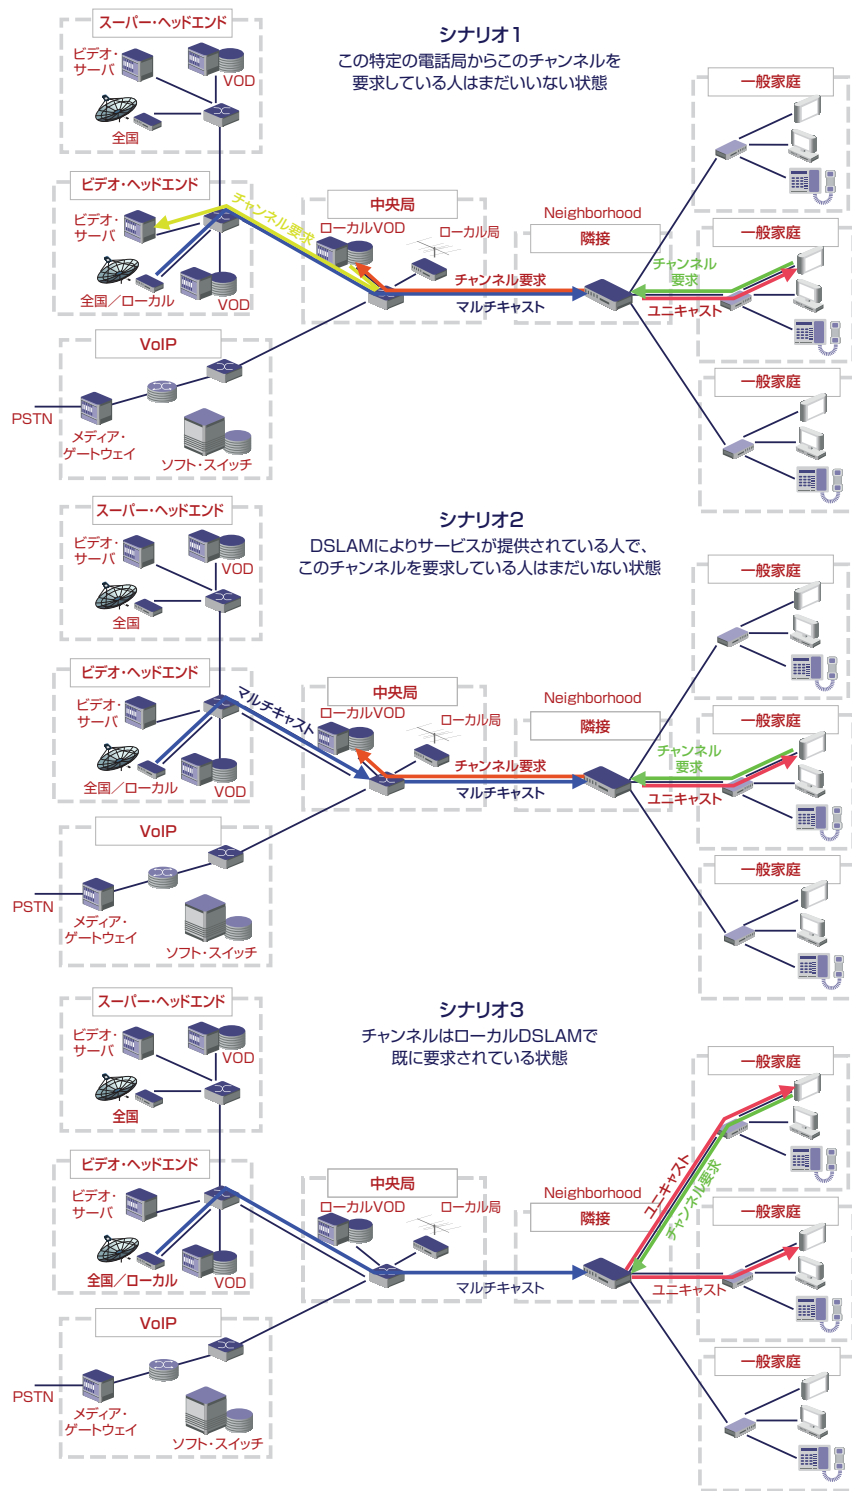 スーパー・ヘッドエンド
ビデオ・
サーバ
VOD
全国
シナリオ1
この特定の電話局からこのチャンネルを
要求している人はまだいいない状態
一般家庭
ビデオ・ヘッドエンド
ビデオ・
サーバ
チャンネル要求
全国/ローカル
VOD
中央局
ローカルVOD
ローカル局
チャンネル要求
マルチキャスト
Neighborhood
隣接
一般家庭
チャンネル
要求
ユニキャスト
VoIP
PSTN
メディア・
ゲートウェイ
ソフト・スイッチ
一般家庭
スーパー・ヘッドエンド
ビデオ・
サーバ
VOD
全国
シナリオ2
DSLAMによりサービスが提供されている人で、
このチャンネルを要求している人はまだいない状態
一般家庭
ビデオ・ヘッドエンド
ビデオ・
サーバ
マルチキャスト
全国/ローカル
VOD
中央局
ローカルVOD
ローカル局
チャンネル要求
マルチキャスト
Neighborhood
隣接
一般家庭
チャンネル
要求
ユニキャスト
VoIP
PSTN
メディア・
ゲートウェイ
ソフト・スイッチ
一般家庭
スーパー・ヘッドエンド
ビデオ・
サーバ
VOD
全国
シナリオ3
チャンネルはローカルDSLAMで
既に要求されている状態
一般家庭
ユニキャスト
チャンネル要求
ビデオ・ヘッドエンド
ビデオ・
サーバ
全国/ローカル
VOD
中央局
ローカルVOD
ローカル局
マルチキャスト
Neighborhood
隣接
一般家庭
ユニキャスト
VoIP
PSTN
メディア・
ゲートウェイ
ソフト・スイッチ
一般家庭